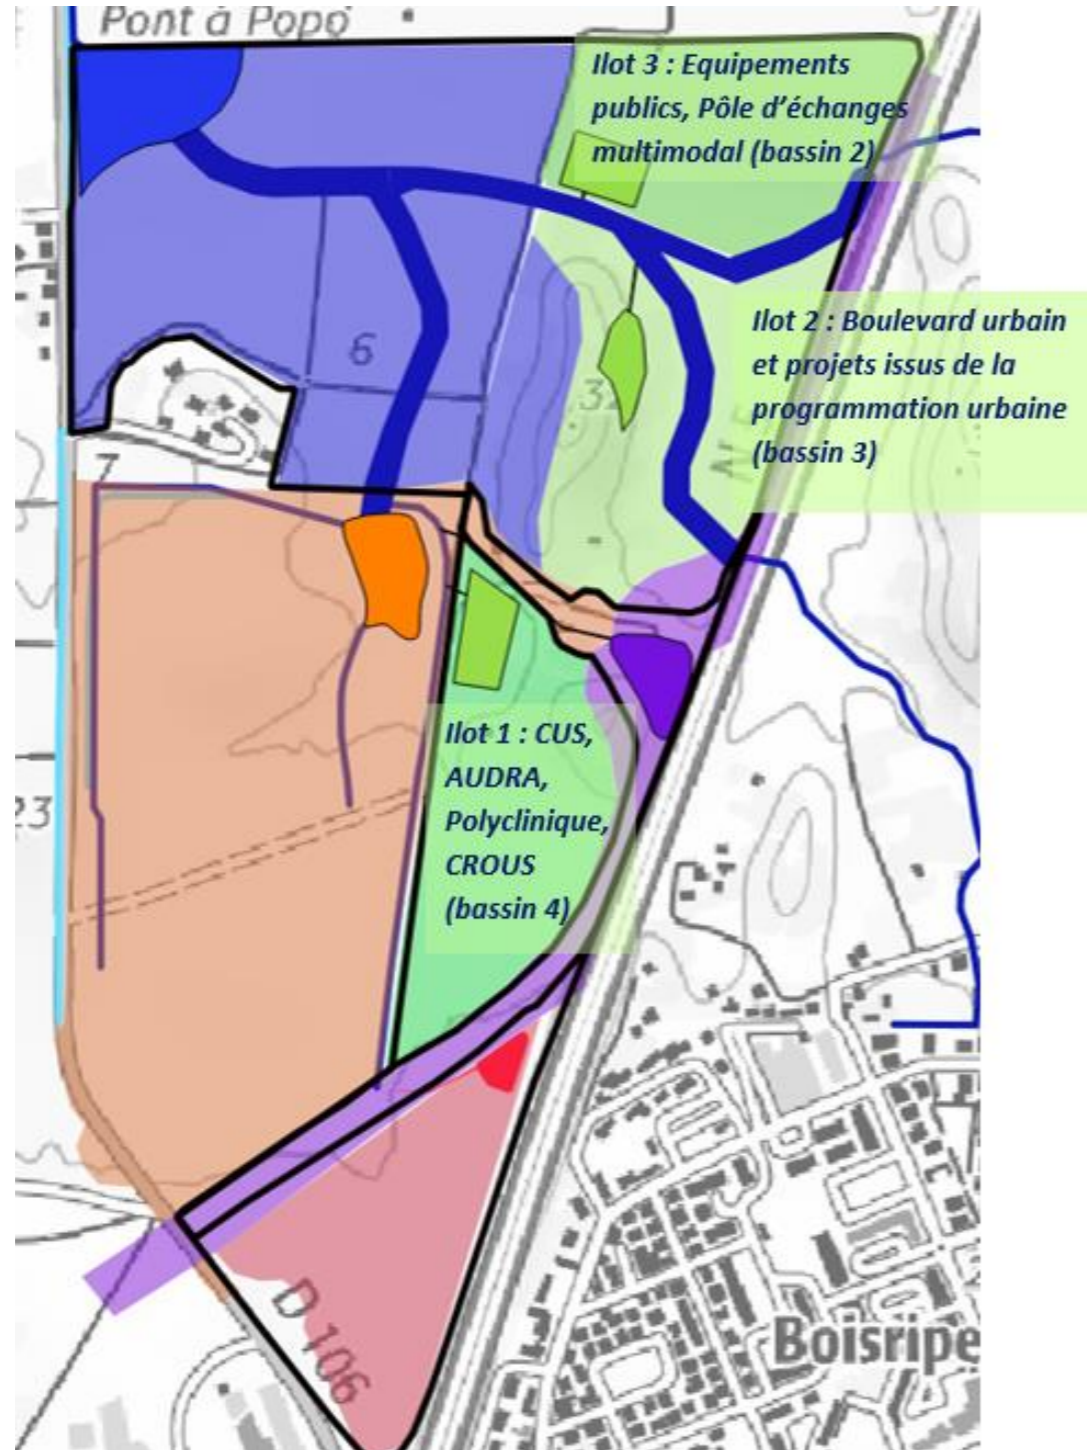 Pont à Popo
Ilot 3 : Equipements
publics, Pôle d'échanges
multimodal (bassin 2)
Ilot 2 : Boulevard urbain
et projets issus de la
programmation urbaine
(bassin 3)
6
7
23
Ilot 1 : CUS,
AUDRA,
Polyclinique,
CROUS
(bassin 4)
D 106
Boisripe